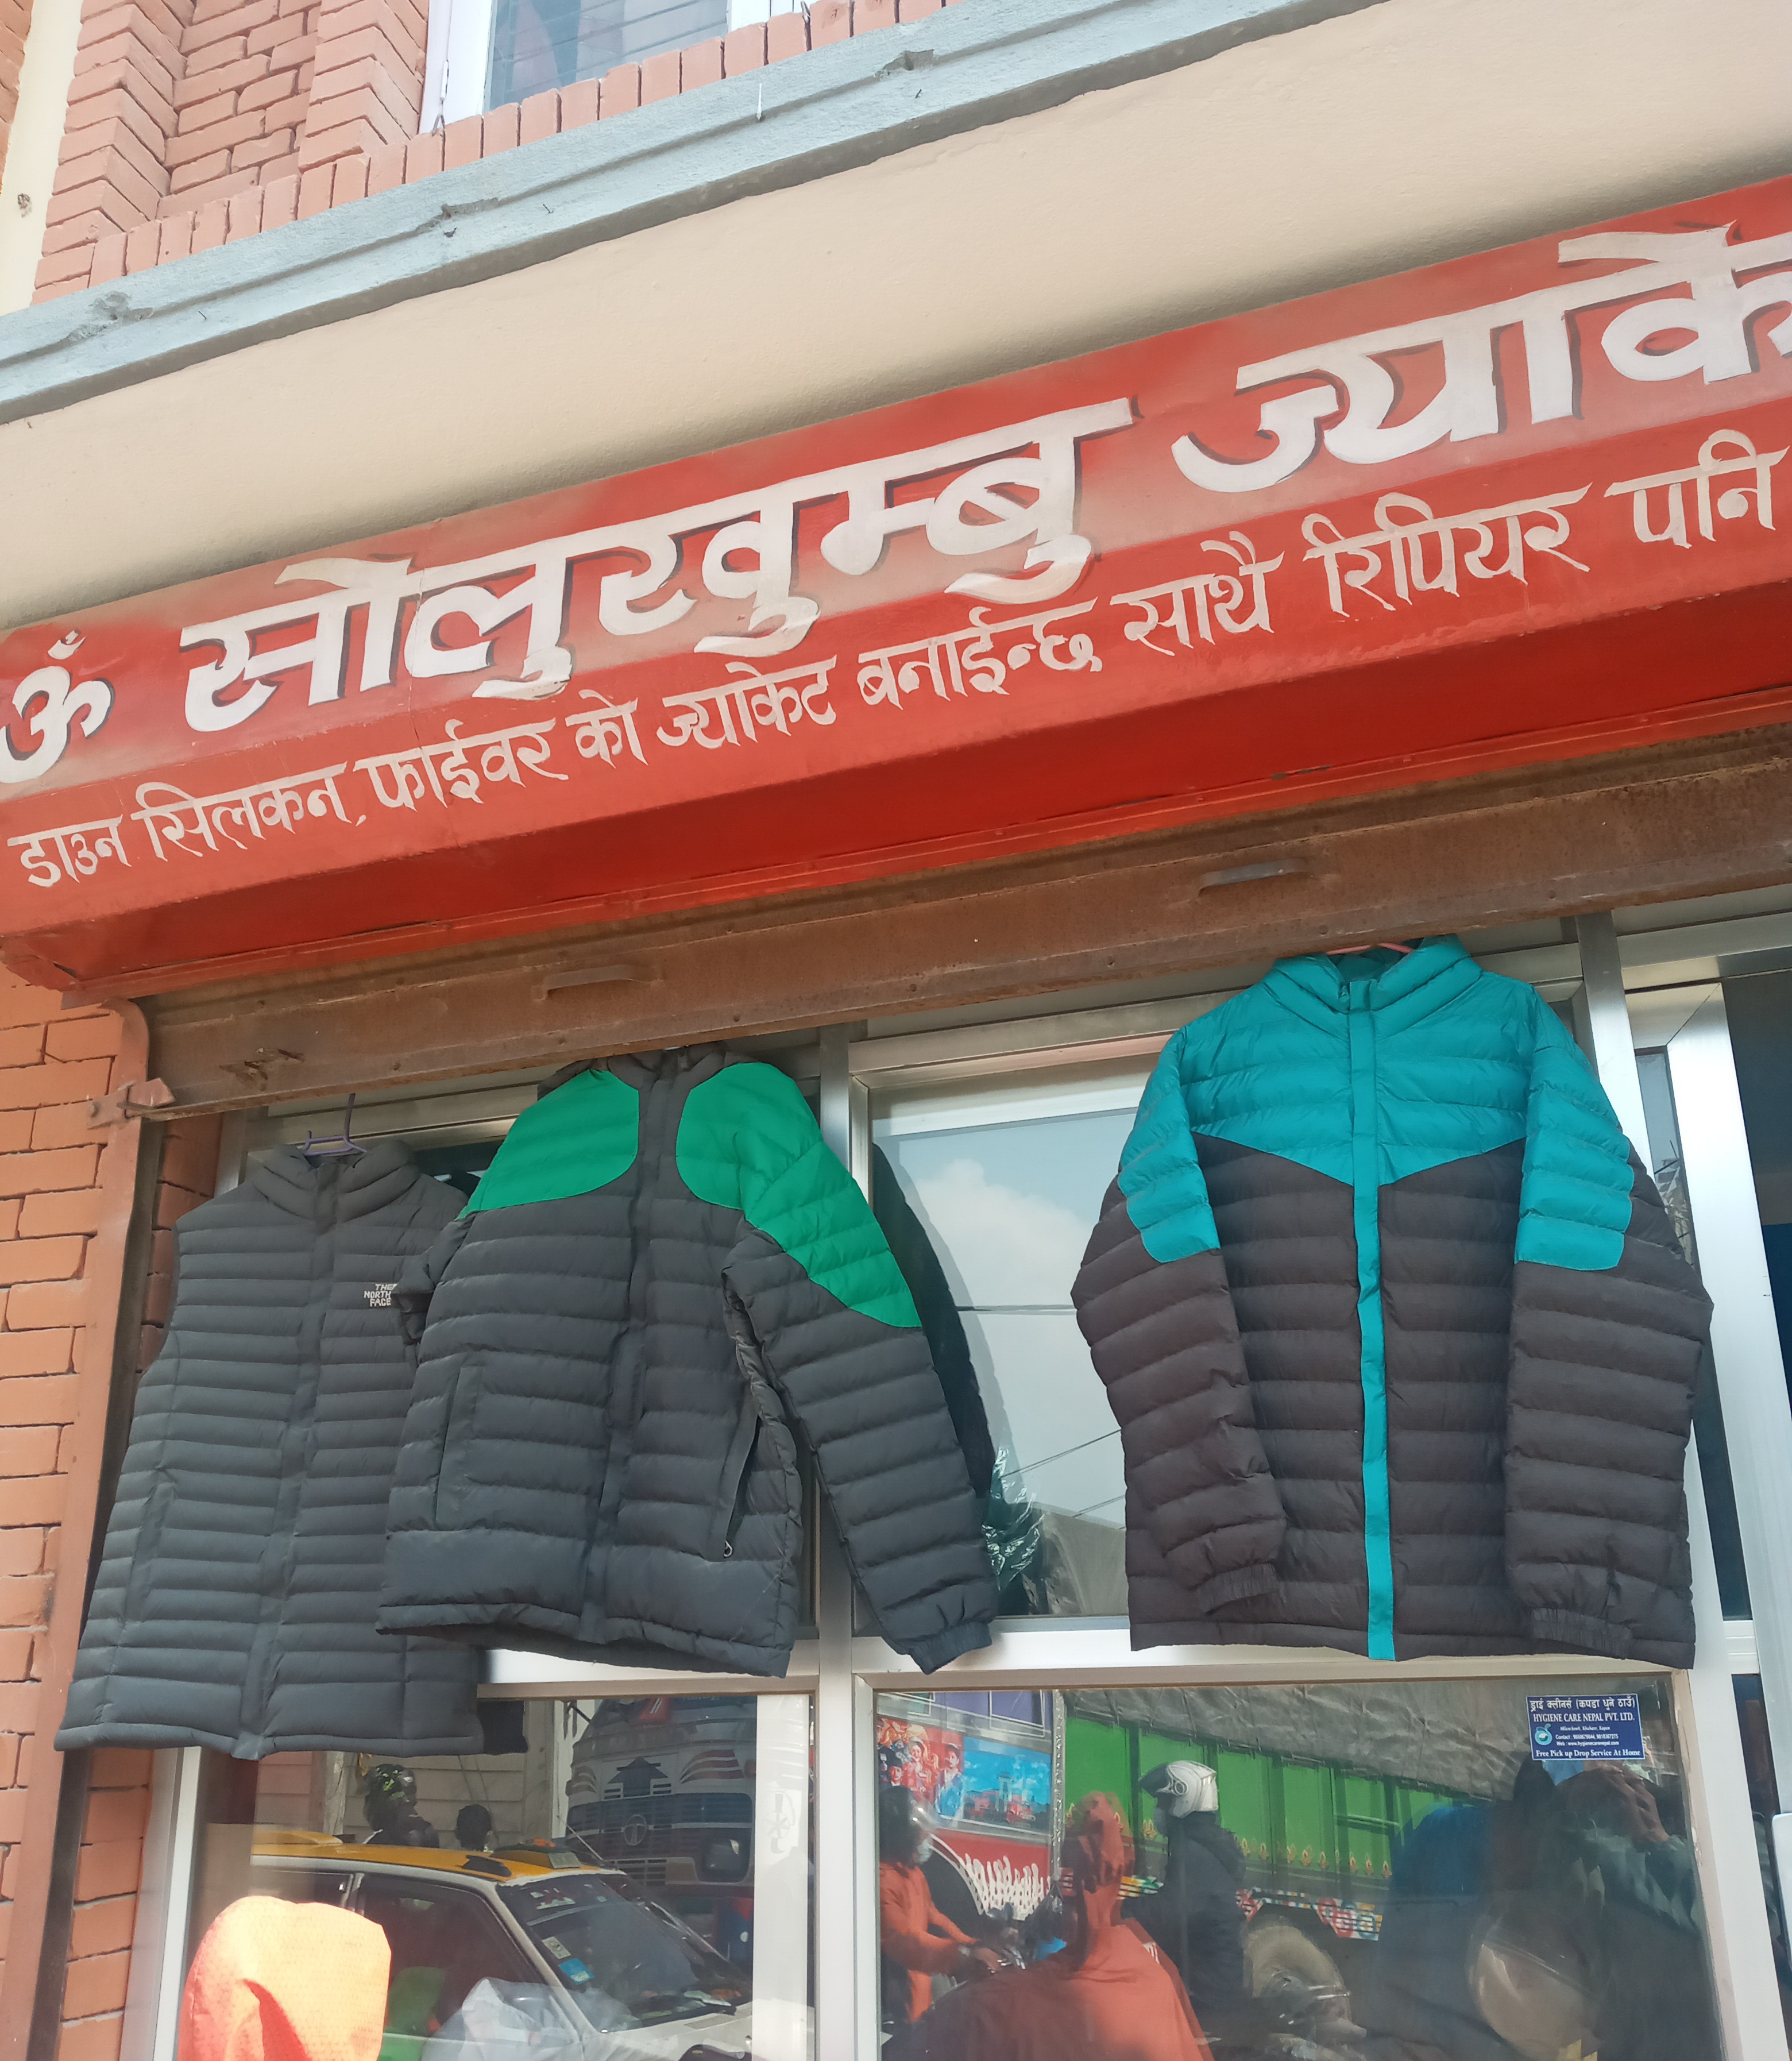 ॐ सोलुखुम्बु ज्याके
डाउन सिलकन, फाईवर को ज्याकेट बनाईन्छ साथै रिपियर पनि
THE
NORTH
FACE
ड्राई क्लीनर्स (कपडा धुने ठाउँ)
HYGIENE CARE NEPAL PVT. LTD.
Free Pick up Drop Service At Home